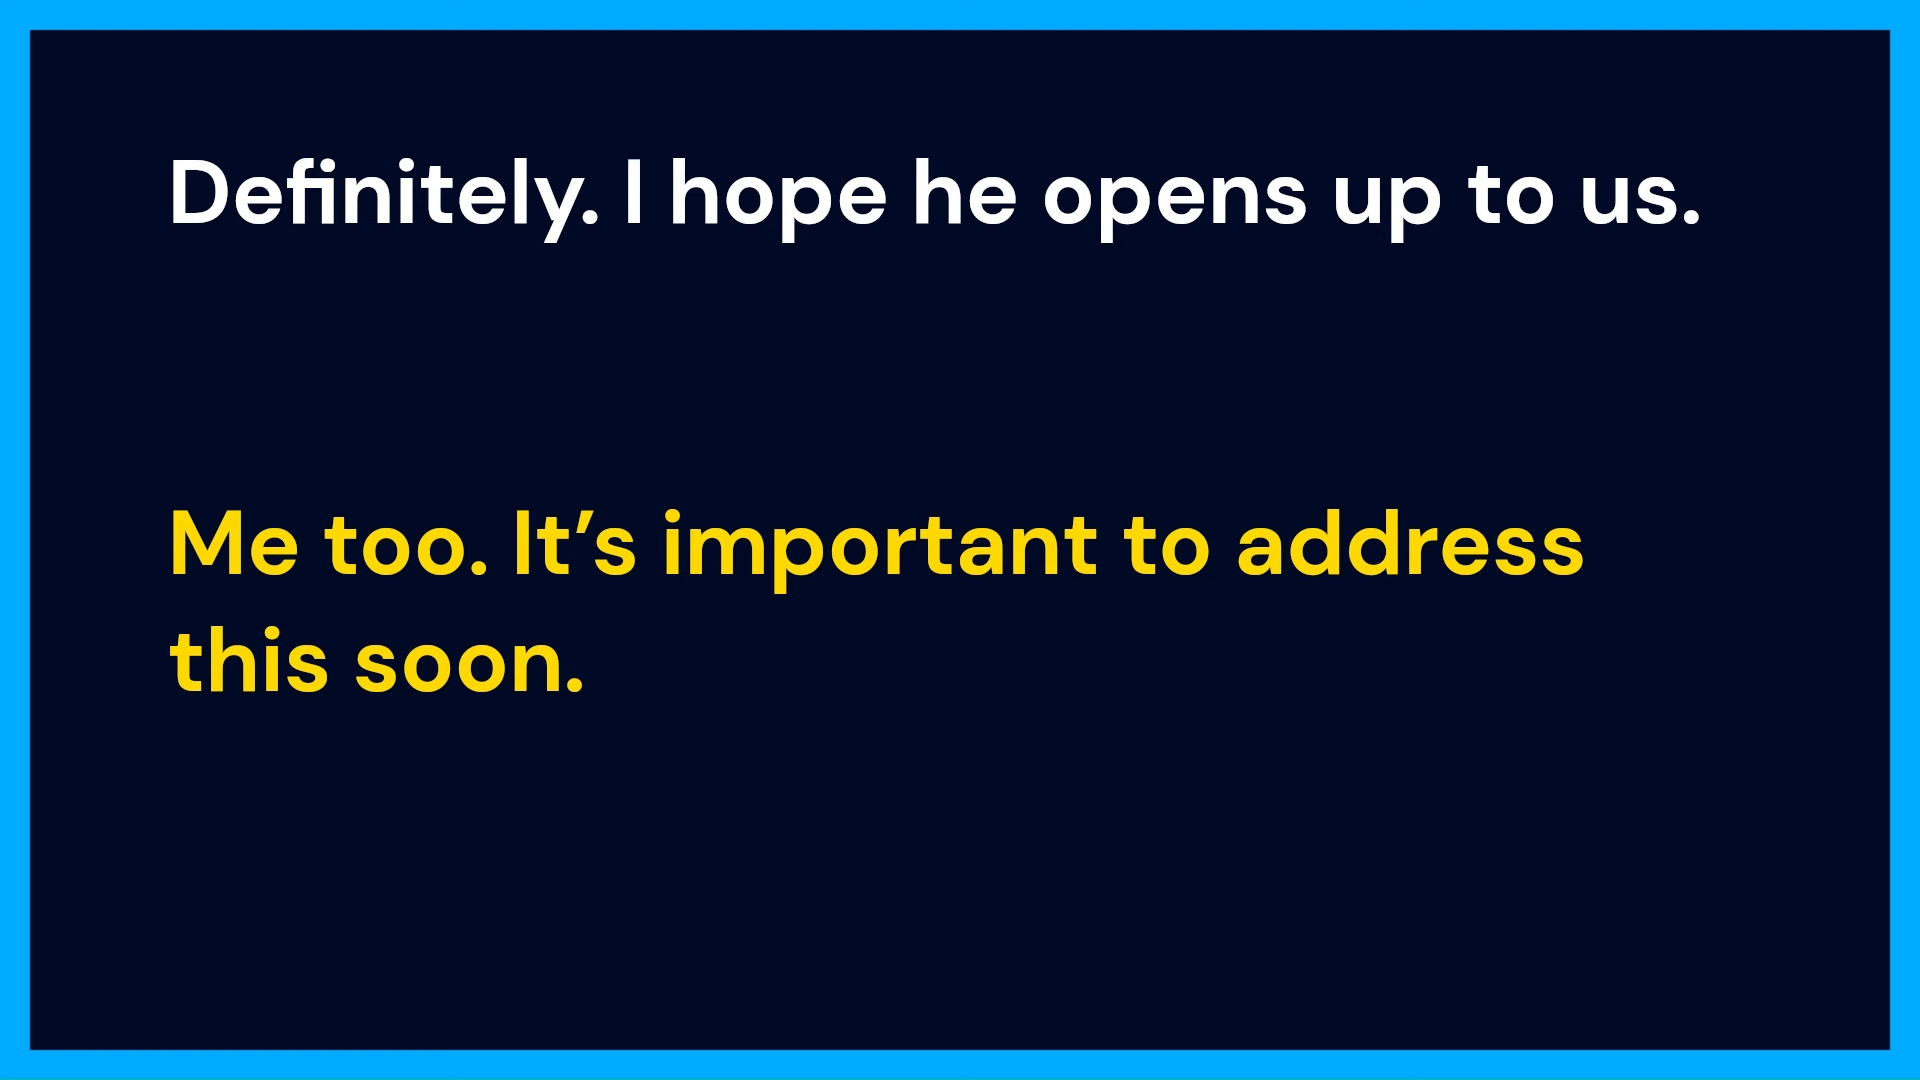 Definitely. I hope he opens up to us.
Me too. It’s important to address
this soon.